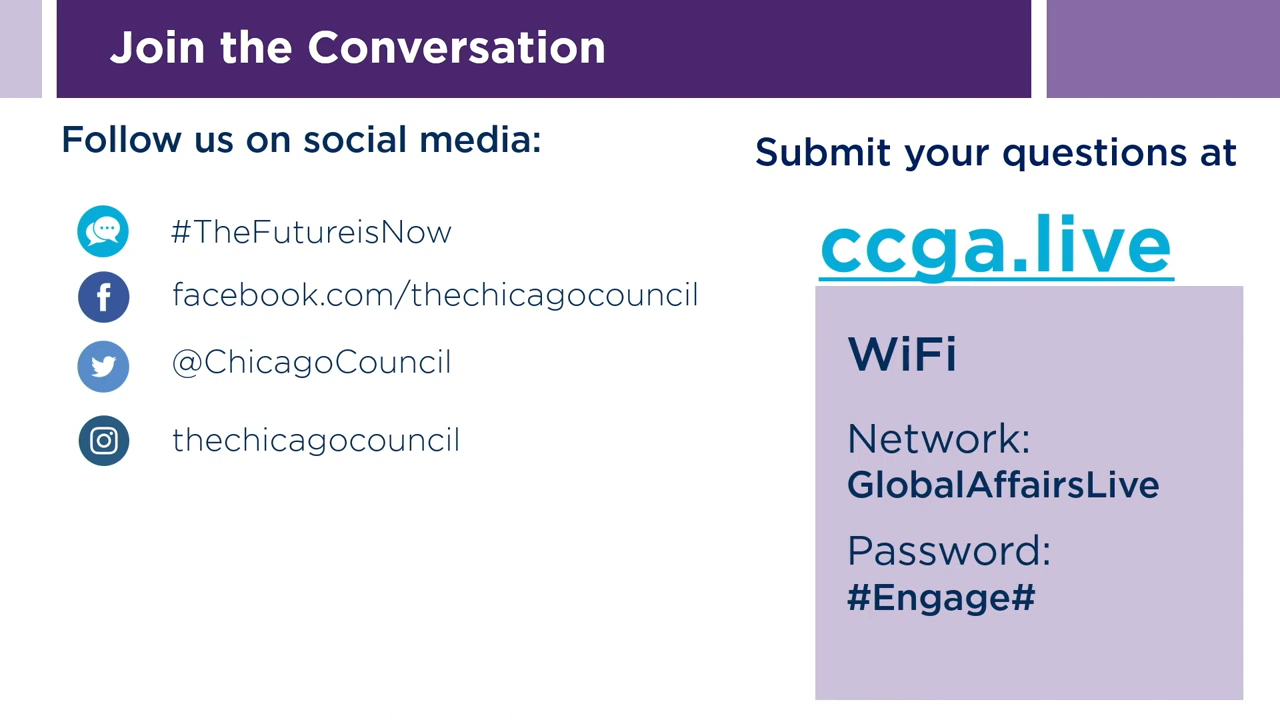 Join the Conversation
Follow us on social media:
#TheFutureisNow
facebook.com/thechicagocouncil
@ChicagoCouncil
thechicagocouncil
Submit your questions at
ccga.live
WiFi
Network:
GlobalAffairsLive
Password:
#Engage#